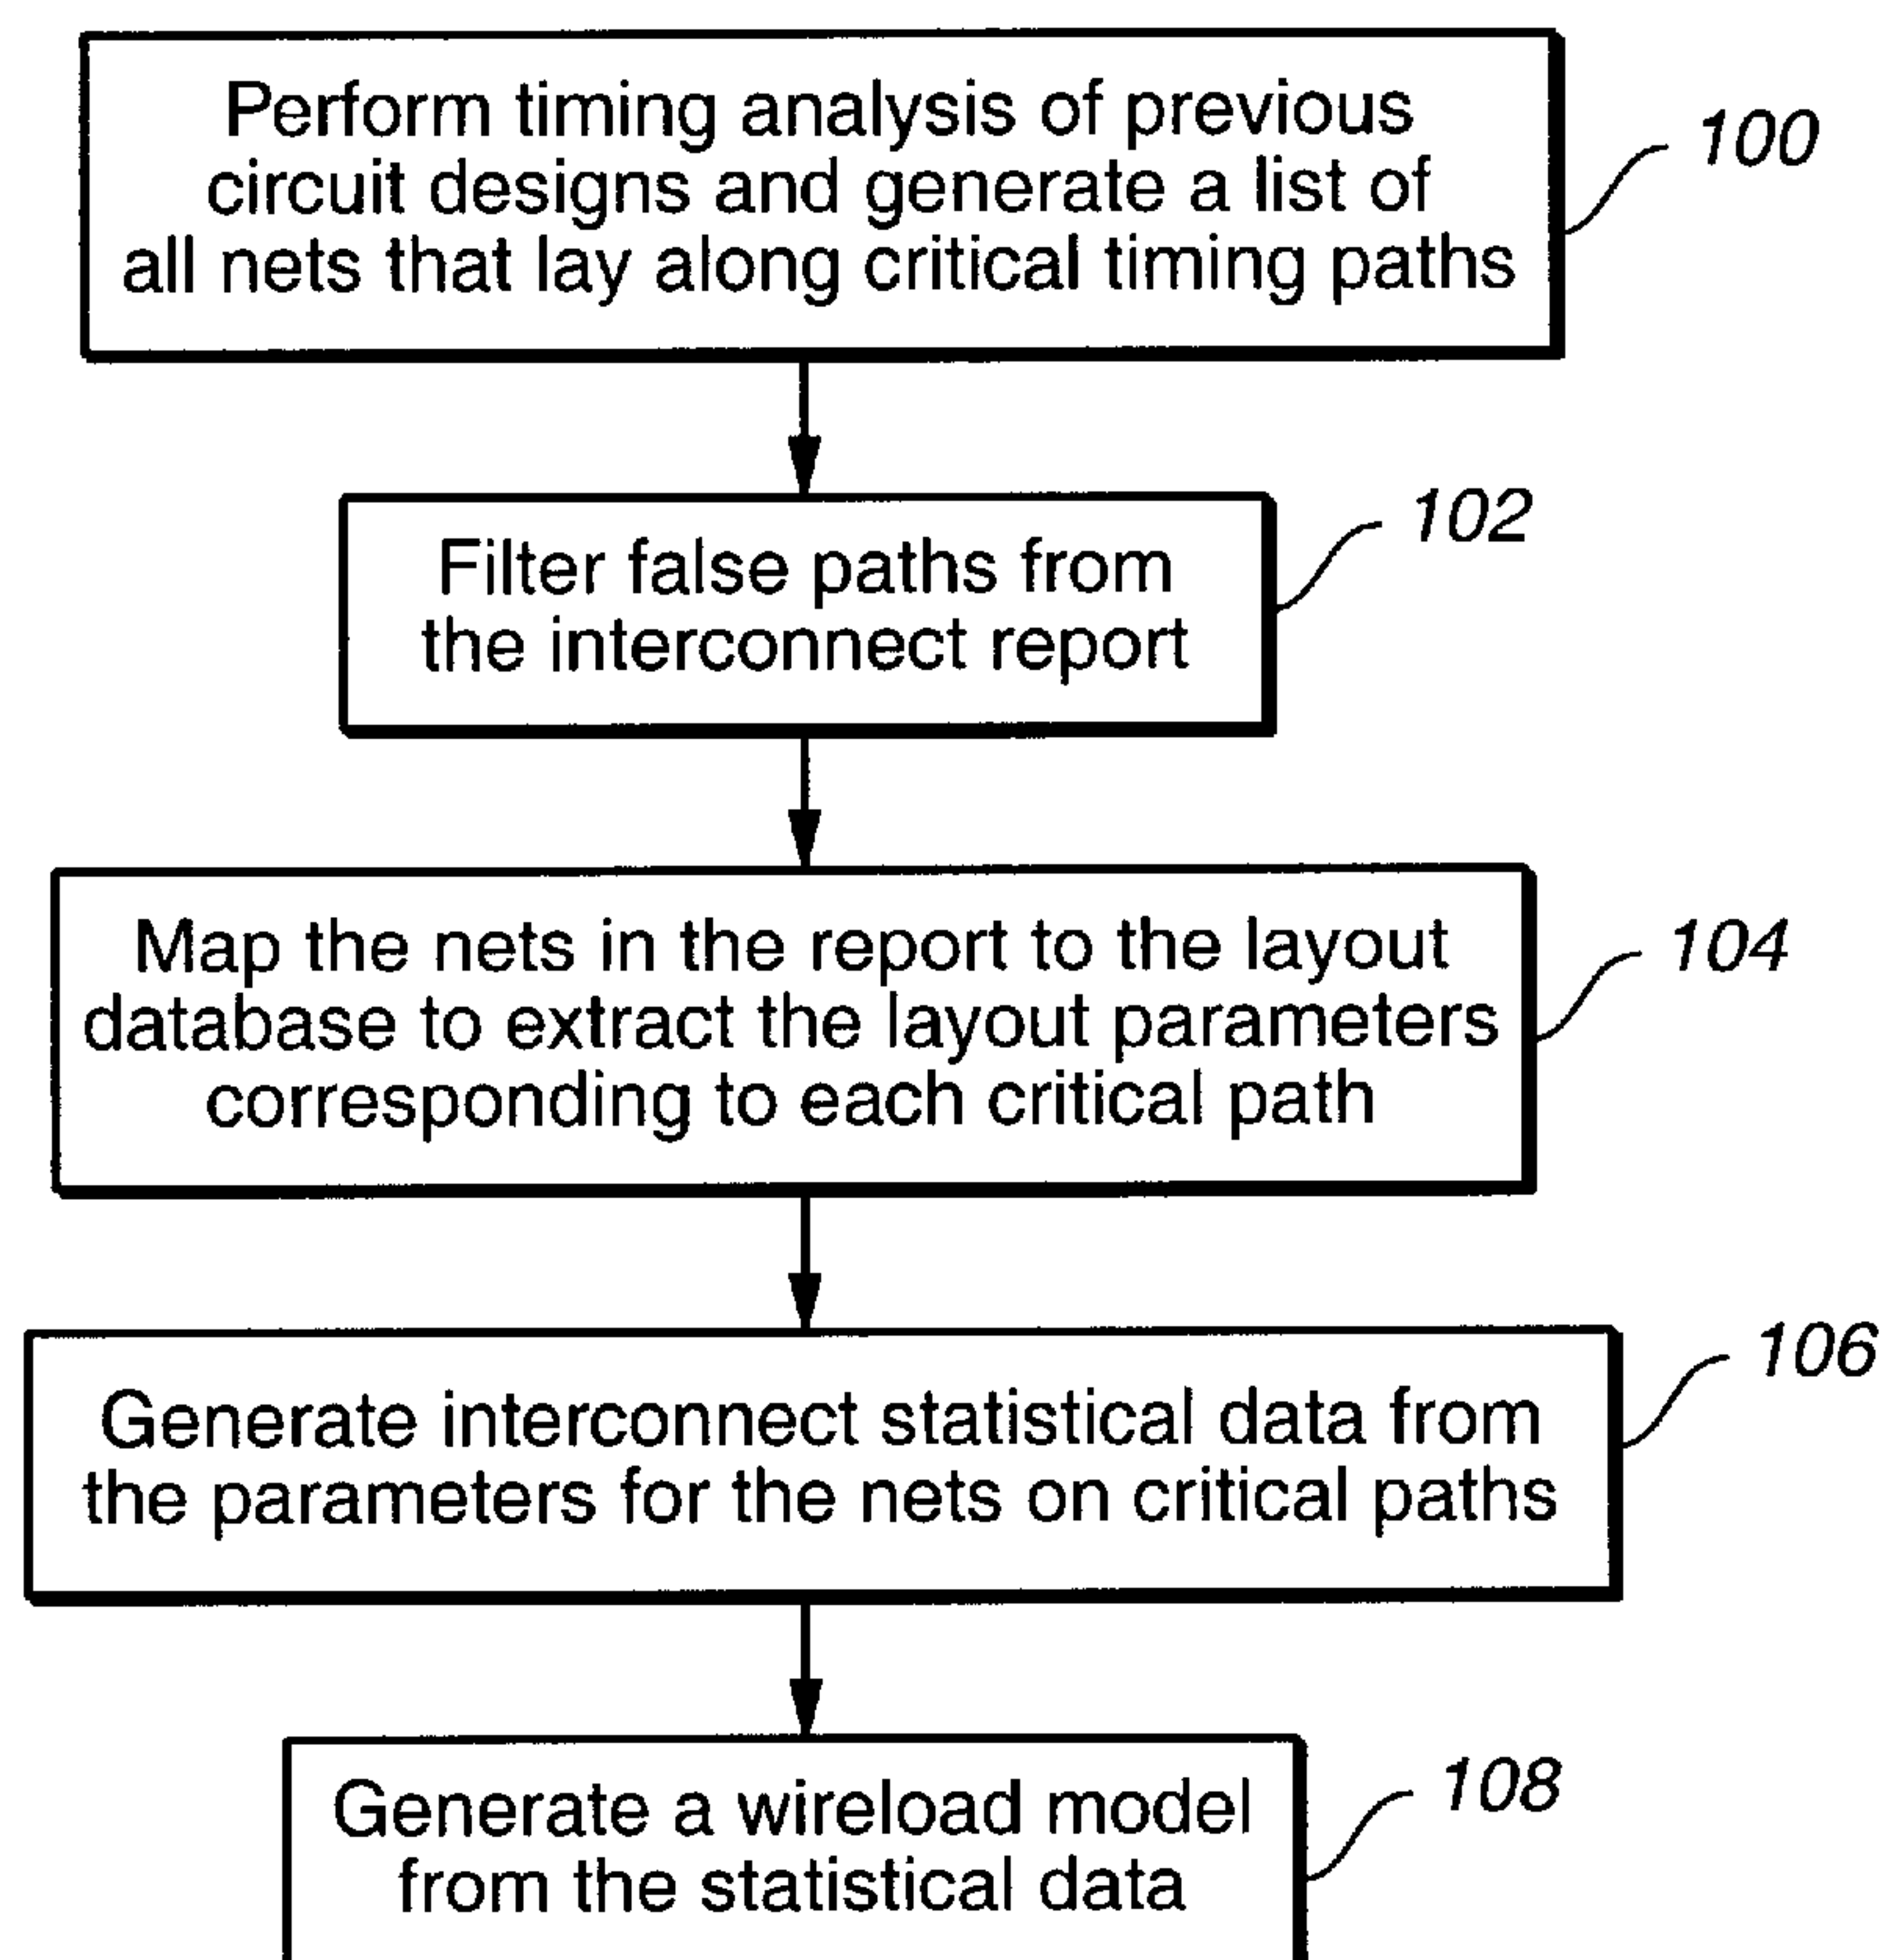 Perform timing analysis of previous
circuit designs and generate a list of
all nets that lay along critical timing paths
100
Filter false paths from
the interconnect report
102
Map the nets in the report to the layout
database to extract the layout parameters
corresponding to each critical path
104
Generate interconnect statistical data from
the parameters for the nets on critical paths
106
Generate a wireload model
from the statistical data
108